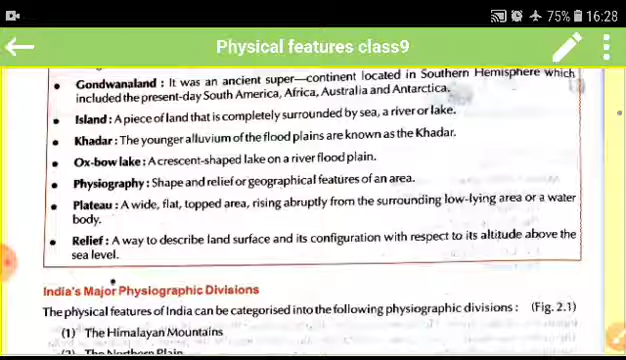 75% 16:28
Physical features class9
• Gondwanaland : It was an ancient super—continent located in Southern Hemisphere which
included the present-day South America, Africa, Australia and Antarctica.
• Island : A piece of land that is completely surrounded by sea, a river or lake.
• Khadar : The younger alluvium of the flood plains are known as the Khadar.
• Ox-bow lake : A crescent-shaped lake on a river flood plain.
• Physiography : Shape and relief or geographical features of an area.
• Plateau : A wide, flat, topped area, rising abruptly from the surrounding low-lying area or a water
body.
• Relief : A way to describe land surface and its configuration with respect to its altitude above the
sea level.
India's Major Physiographic Divisions
The physical features of India can be categorised into the following physiographic divisions : (Fig. 2.1)
(1) The Himalayan Mountains
(2) The Northern Plain